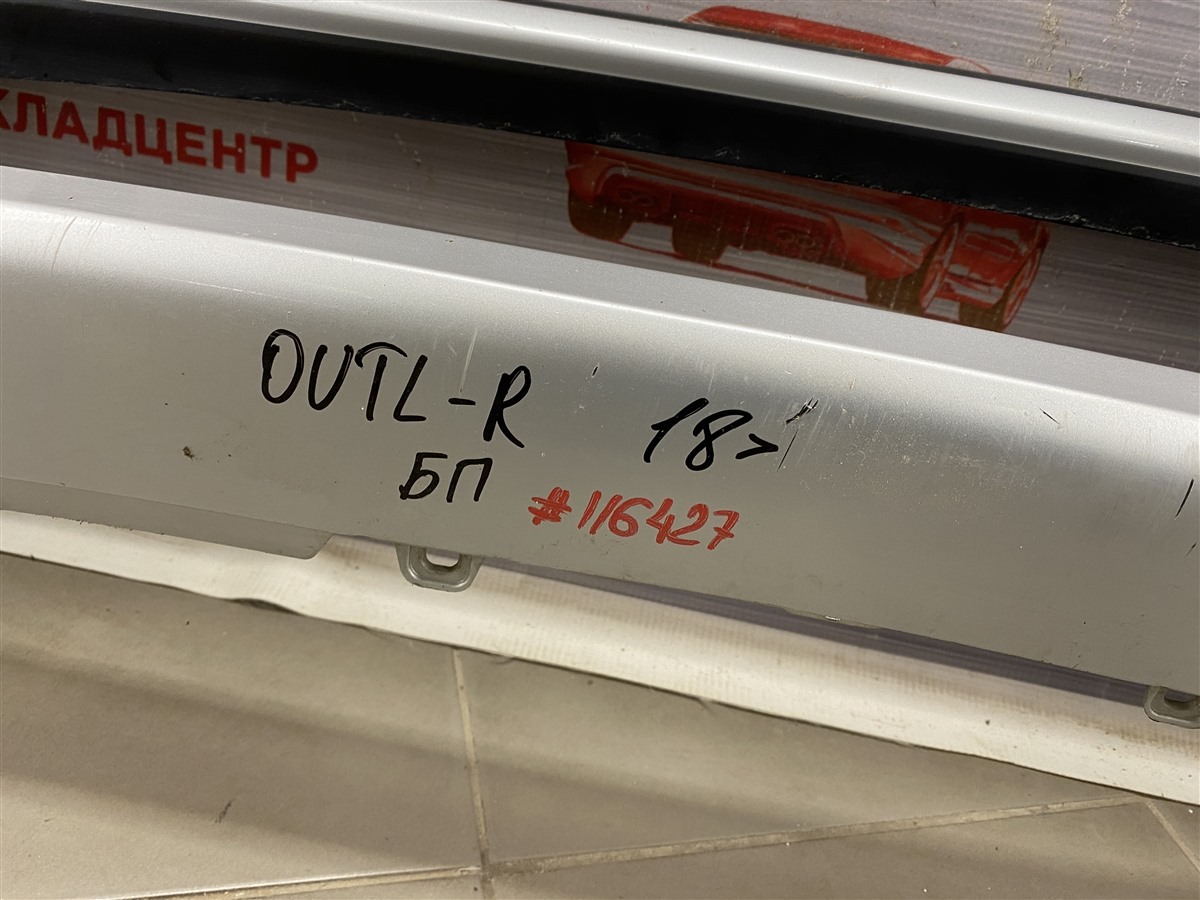 КЛАДЦЕНТР
OUTL-R 18>
БП #116427